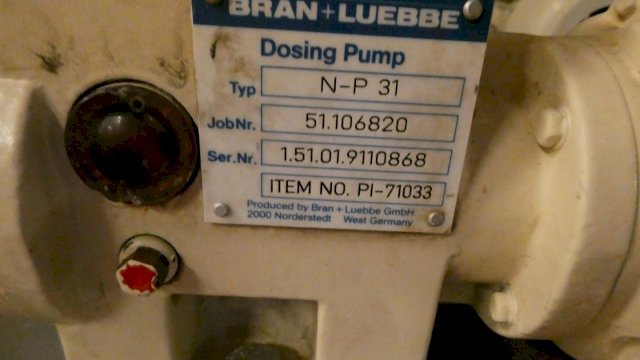 BRAN+LUEBBE
Dosing Pump
Typ N-P 31
JobNr. 51.106820
Ser.Nr. 1.51.01.9110868
ITEM NO. PI-71033
Produced by Bran + Luebbe GmbH
2000 Norderstedt West Germany